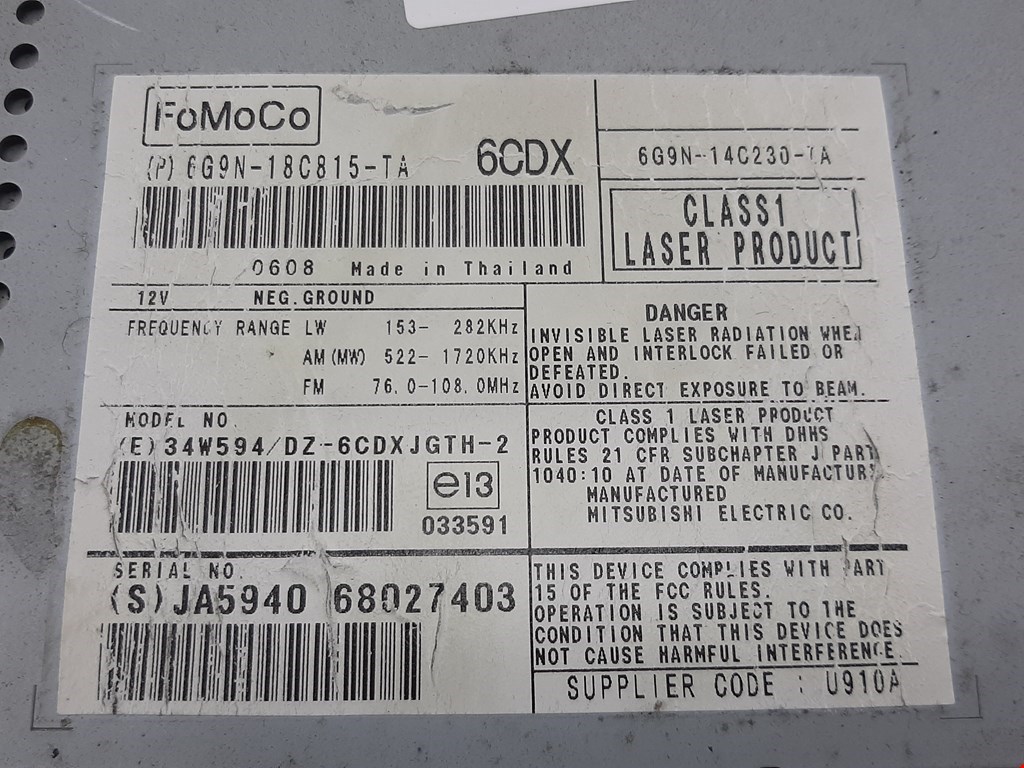 FoMoCo
(P) 6G9N-18C815-TA
6CDX
0608 Made in Thailand
6G9N-14C230-TA
CLASS1
LASER PRODUCT
12V NEG.GROUND
FREQUENCY RANGE LW 153- 282KHz
AM(MW) 522- 1720KHz
FM 76.0-108.0MHz
DANGER
INVISIBLE LASER RADIATION WHEN
OPEN AND INTERLOCK FAILED OR
DEFEATED.
AVOID DIRECT EXPOSURE TO BEAM.
MODEL NO.
(E)34W594/DZ-6CDXJGTH-2
e13
033591
CLASS 1 LASER PRODUCT
PRODUCT COMPLIES WITH DHHS
RULES 21 CFR SUBCHAPTER J PART
1040:10 AT DATE OF MANUFACTURE
MANUFACTURED
MITSUBISHI ELECTRIC CO.
SERIAL NO.
(S)JA5940 68027403
THIS DEVICE COMPLIES WITH PART
15 OF THE FCC RULES.
OPERATION IS SUBJECT TO THE
CONDITION THAT THIS DEVICE DOES
NOT CAUSE HARMFUL INTERFERENCE.
SUPPLIER CODE : U910A